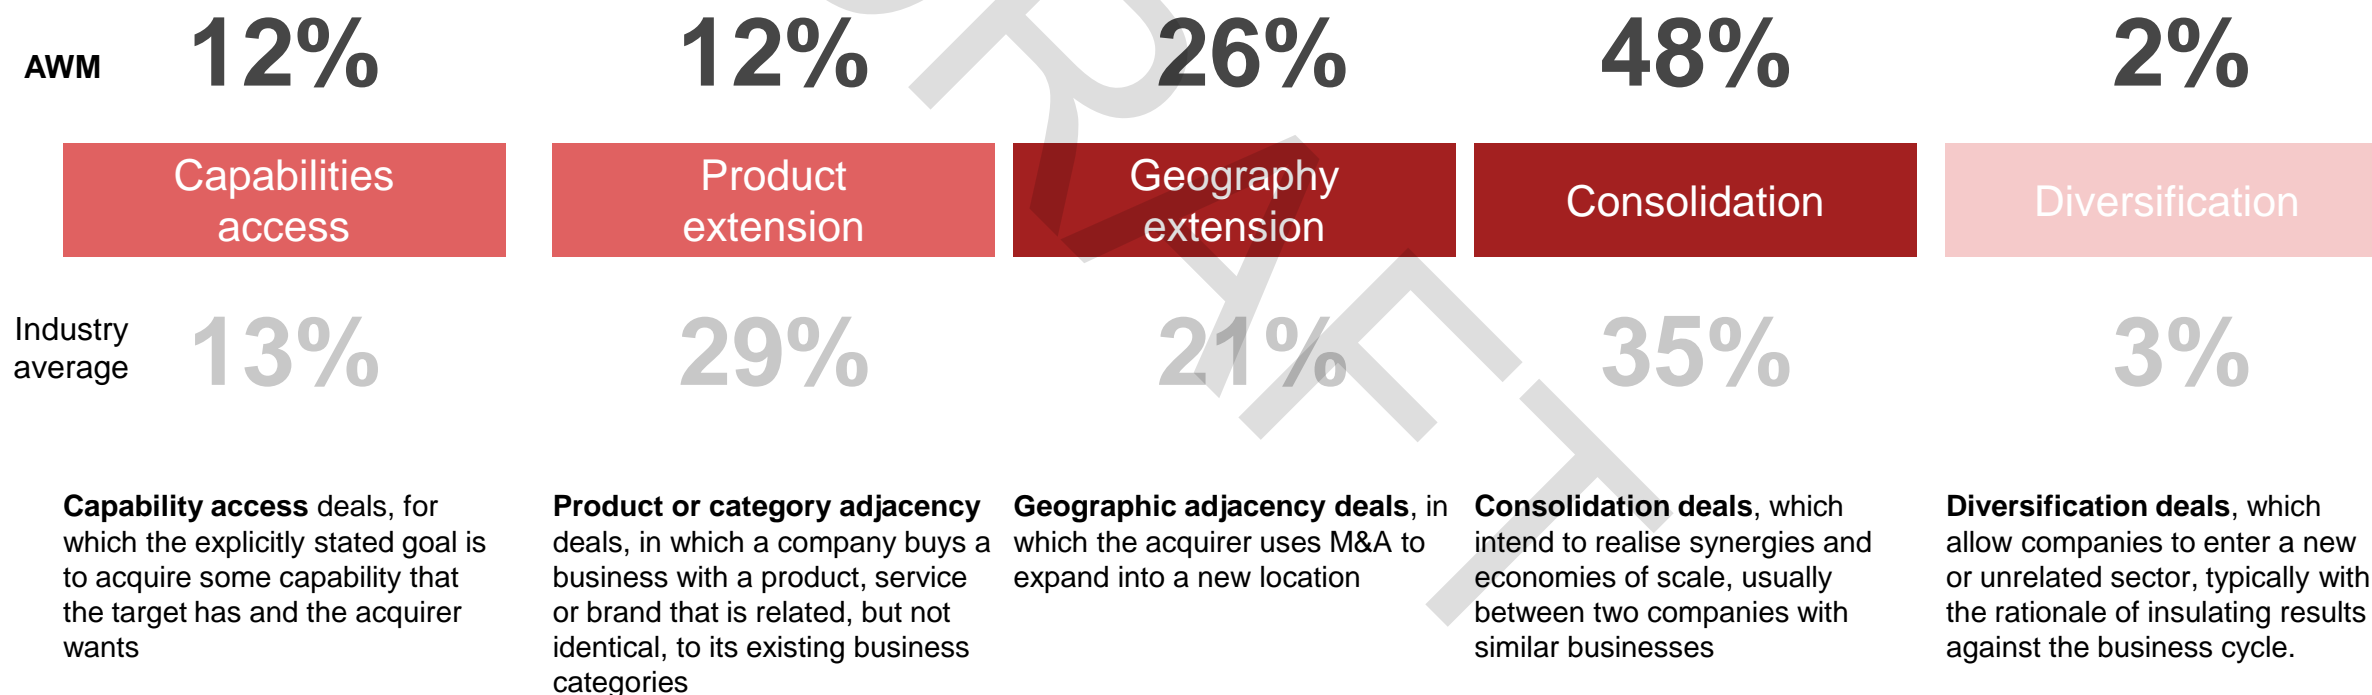 AWM
12%
12%
26%
48%
2%
Capabilities
access
Product
extension
Geography
extension
Consolidation
Diversification
Industry
average
13%
29%
21%
35%
3%
Capability access deals, for
which the explicitly stated goal is
to acquire some capability that
the target has and the acquirer
wants
Product or category adjacency
deals, in which a company buys a
business with a product, service
or brand that is related, but not
identical, to its existing business
categories
Geographic adjacency deals, in
which the acquirer uses M&A to
expand into a new location
Consolidation deals, which
intend to realise synergies and
economies of scale, usually
between two companies with
similar businesses
Diversification deals, which
allow companies to enter a new
or unrelated sector, typically with
the rationale of insulating results
against the business cycle.
DRAFT